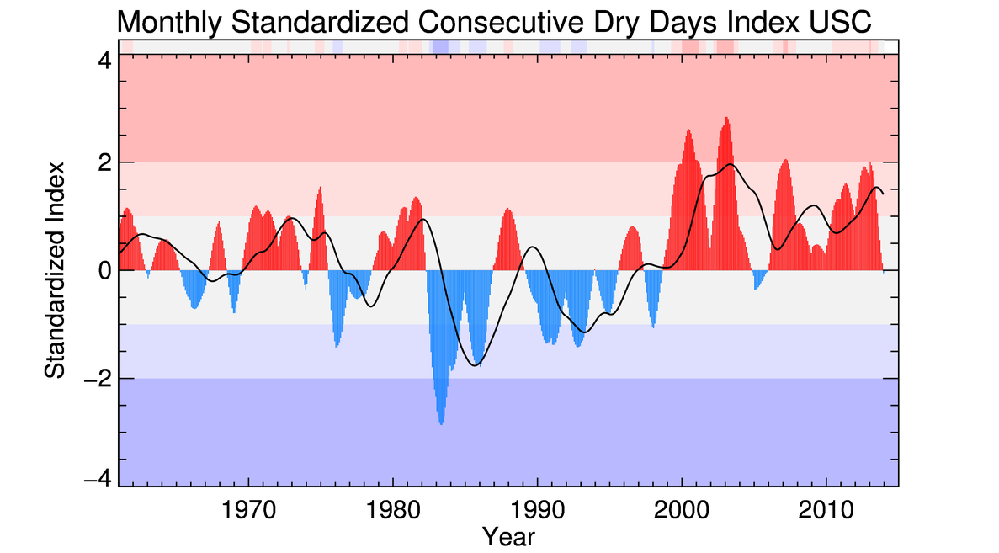 Monthly Standardized Consecutive Dry Days Index USC
4
2
0
−2
−4
Standardized Index
1970 1980 1990 2000 2010
Year